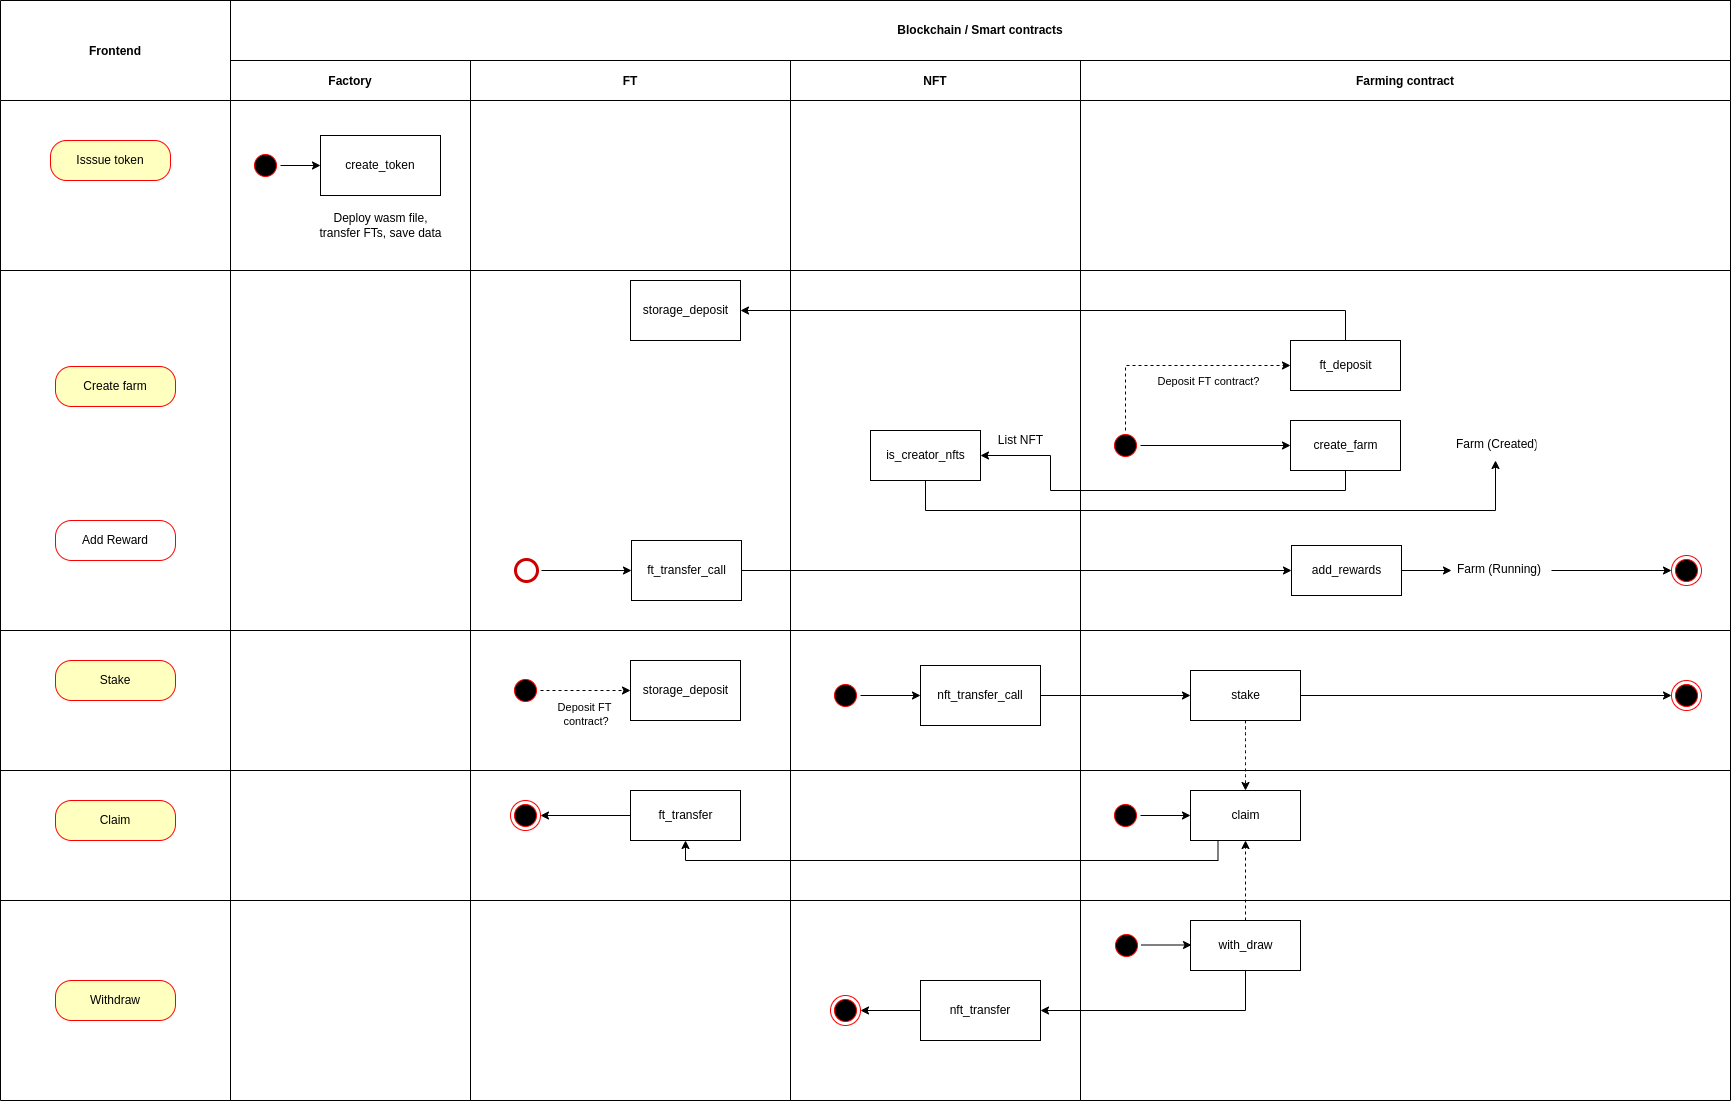 Frontend
Blockchain / Smart contracts
Factory
FT
NFT
Farming contract
Isssue token
create_token
Deploy wasm file,
transfer FTs, save data
storage_deposit
Create farm
ft_deposit
Deposit FT contract?
is_creator_nfts
List NFT
create_farm
Farm (Created)
Add Reward
ft_transfer_call
add_rewards
Farm (Running)
Stake
Deposit FT
contract?
storage_deposit
nft_transfer_call
stake
Claim
ft_transfer
claim
Withdraw
with_draw
nft_transfer